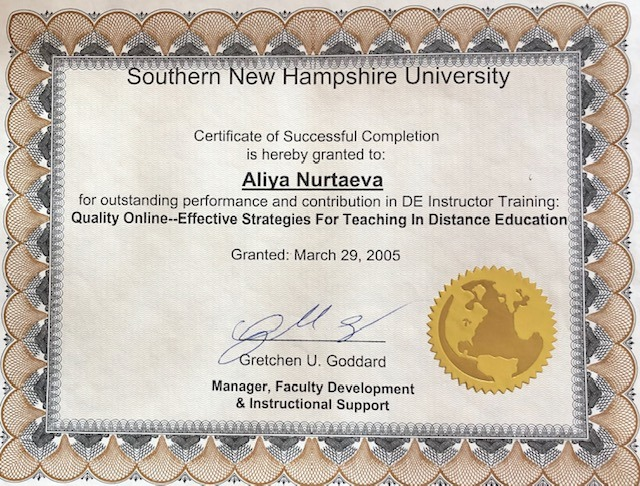 Southern New Hampshire University
Certificate of Successful Completion
is hereby granted to:
Aliya Nurtaeva
for outstanding performance and contribution in DE Instructor Training:
Quality Online--Effective Strategies For Teaching In Distance Education
Granted: March 29, 2005
Gretchen U. Goddard
Manager, Faculty Development
& Instructional Support